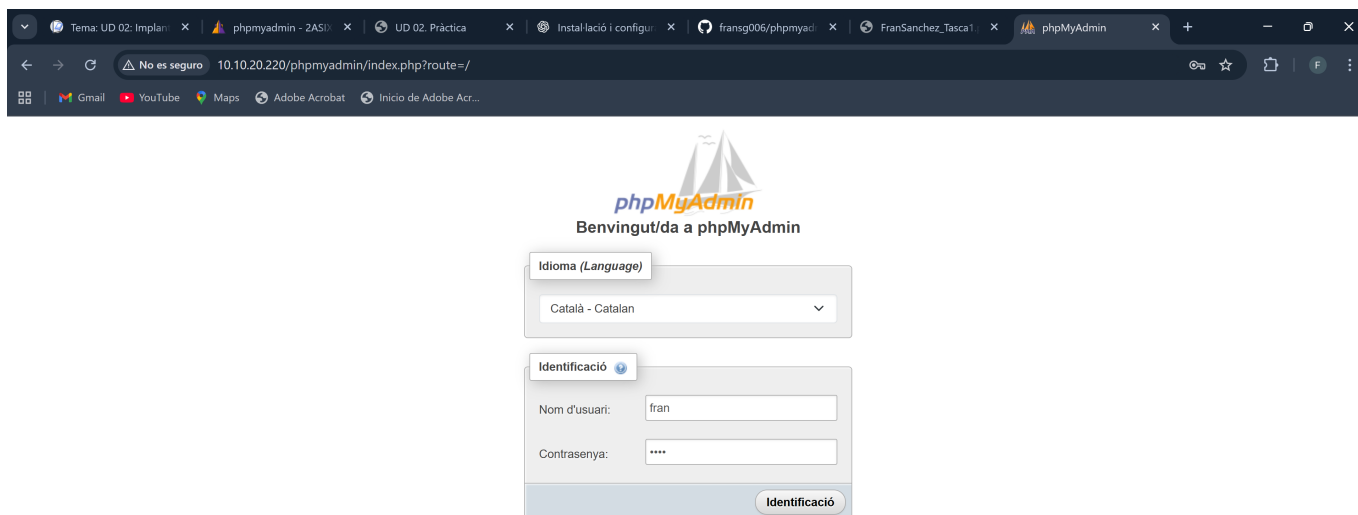 Tema: UD 02: Implan
phpmyadmin - 2ASIX
UD 02. Pràctica
Instal·lació i configur
fransg006/phpmyad
FranSanchez_Tasca1.
phpMyAdmin
No es seguro
10.10.20.220/phpmyadmin/index.php?route=/
F
Gmail
YouTube
Maps
Adobe Acrobat
Inicio de Adobe Acr...
phpMyAdmin
Benvingut/da a phpMyAdmin
Idioma (Language)
Català - Catalan
Identificació
Nom d'usuari:
fran
Contrasenya:
••••
Identificació